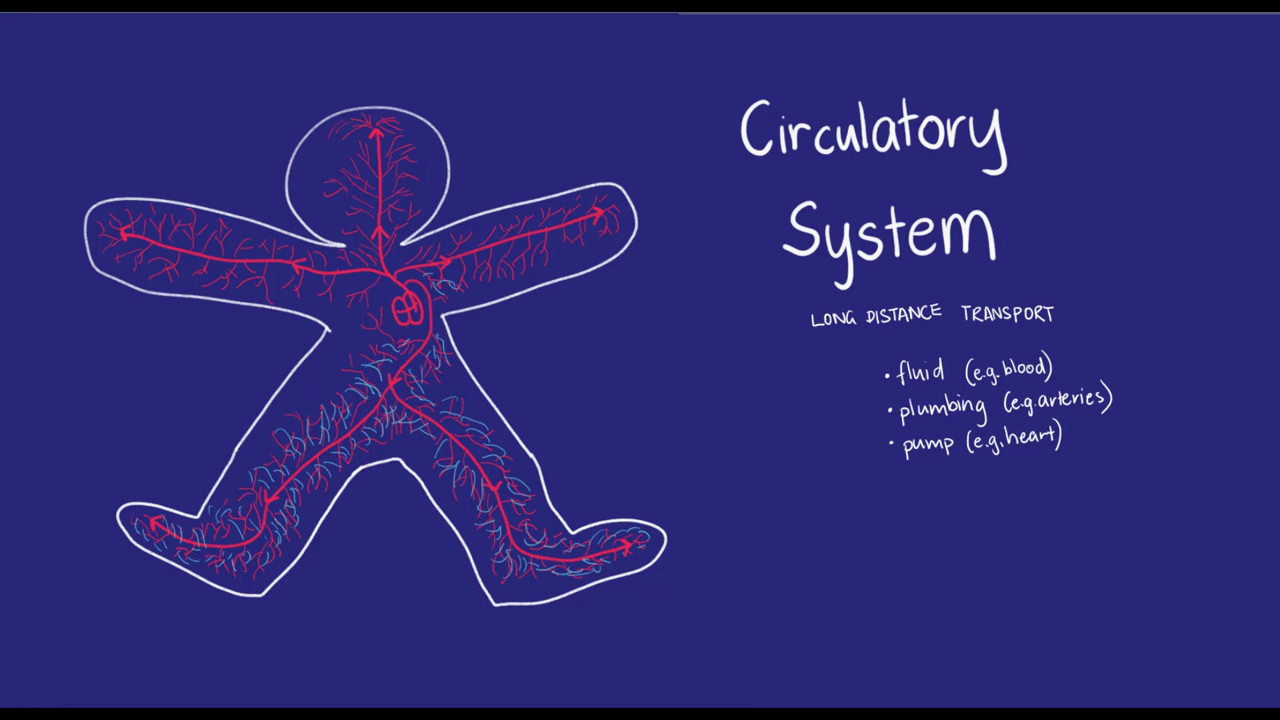 Circulatory
System
LONG DISTANCE TRANSPORT
• fluid (e.g. blood)
• plumbing (e.g. arteries)
• pump (e.g. heart)